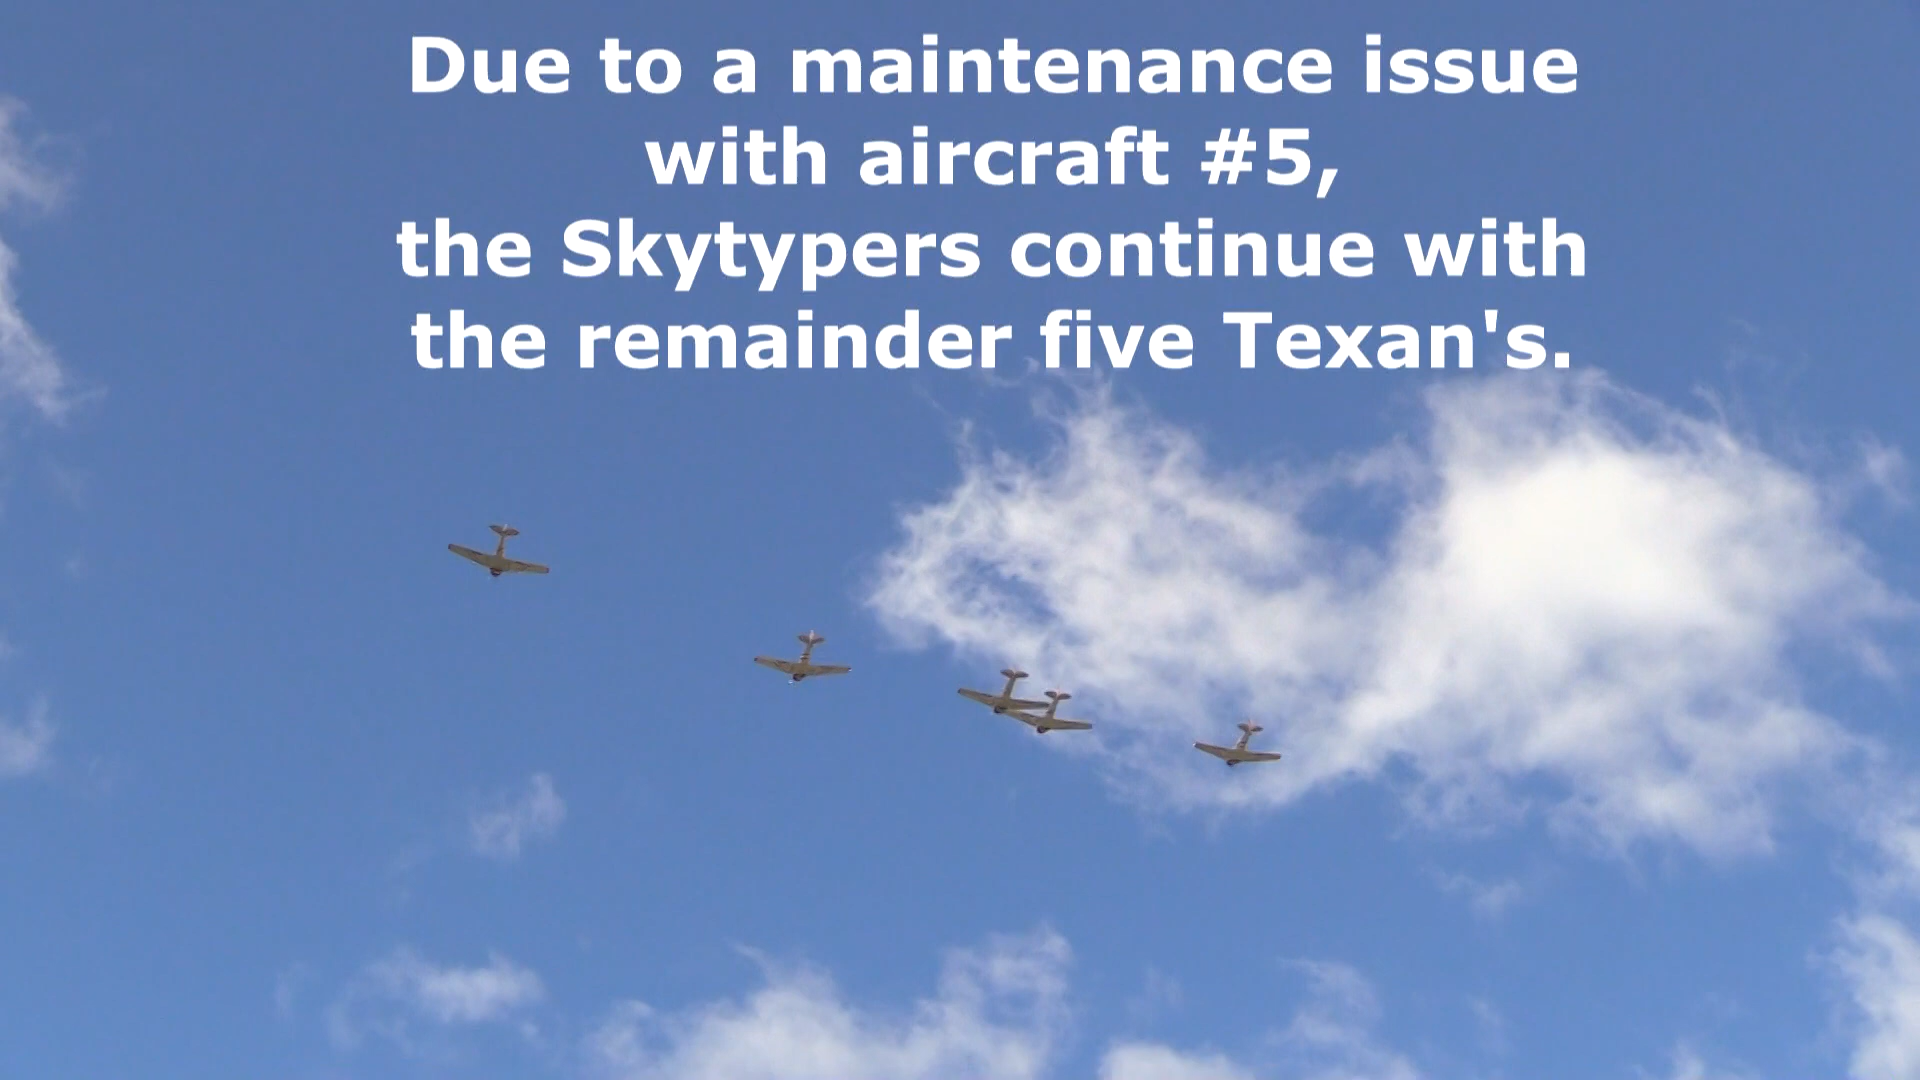 Due to a maintenance issue
with aircraft #5,
the Skytypers continue with
the remainder five Texan's.